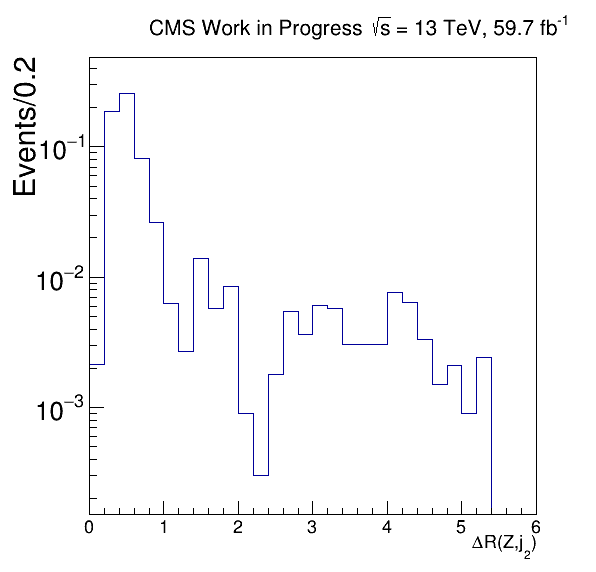 CMS Work in Progress √s = 13 TeV, 59.7 fb⁻¹
Events/0.2
10⁻¹
10⁻²
10⁻³
0 1 2 3 4 5 6
ΔR(Z,j₂)